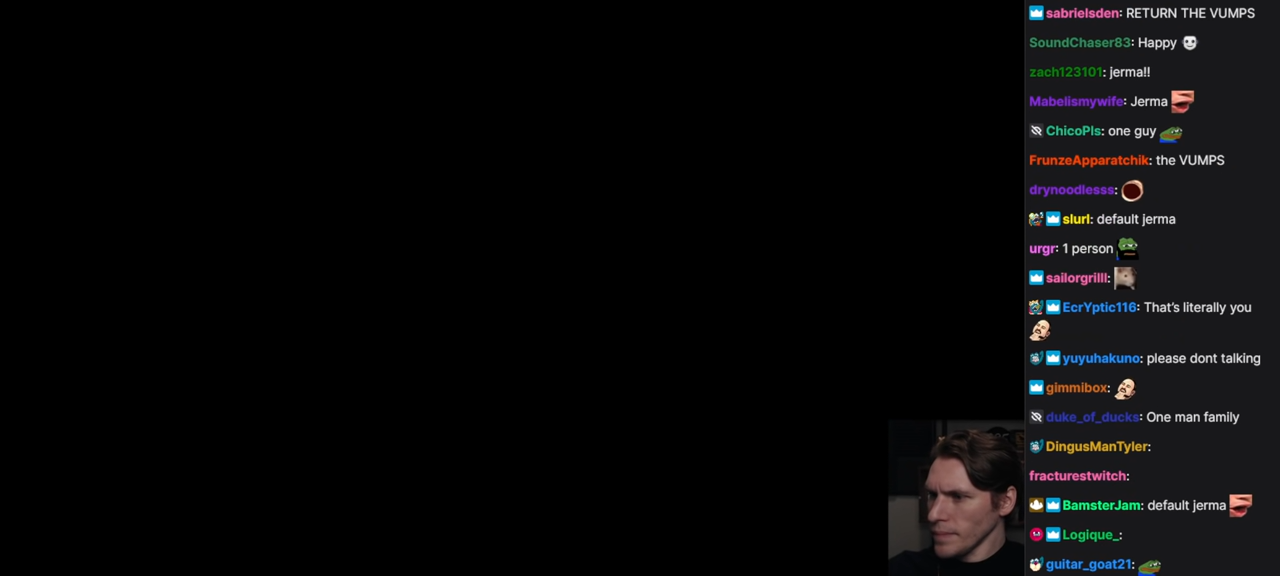 sabrielsden: RETURN THE VUMPS
SoundChaser83: Happy
zach123101: jerma!!
Mabelismywife: Jerma
ChicoPls: one guy
FrunzeApparatchik: the VUMPS
drynoodlesss:
slurl: default jerma
urgr: 1 person
sailorgrilll:
EcrYptic116: That's literally you
yuyuhakuno: please dont talking
gimmibox:
duke_of_ducks: One man family
DingusManTyler:
fracturestwitch:
BamsterJam: default jerma
Logique_:
guitar_goat21: